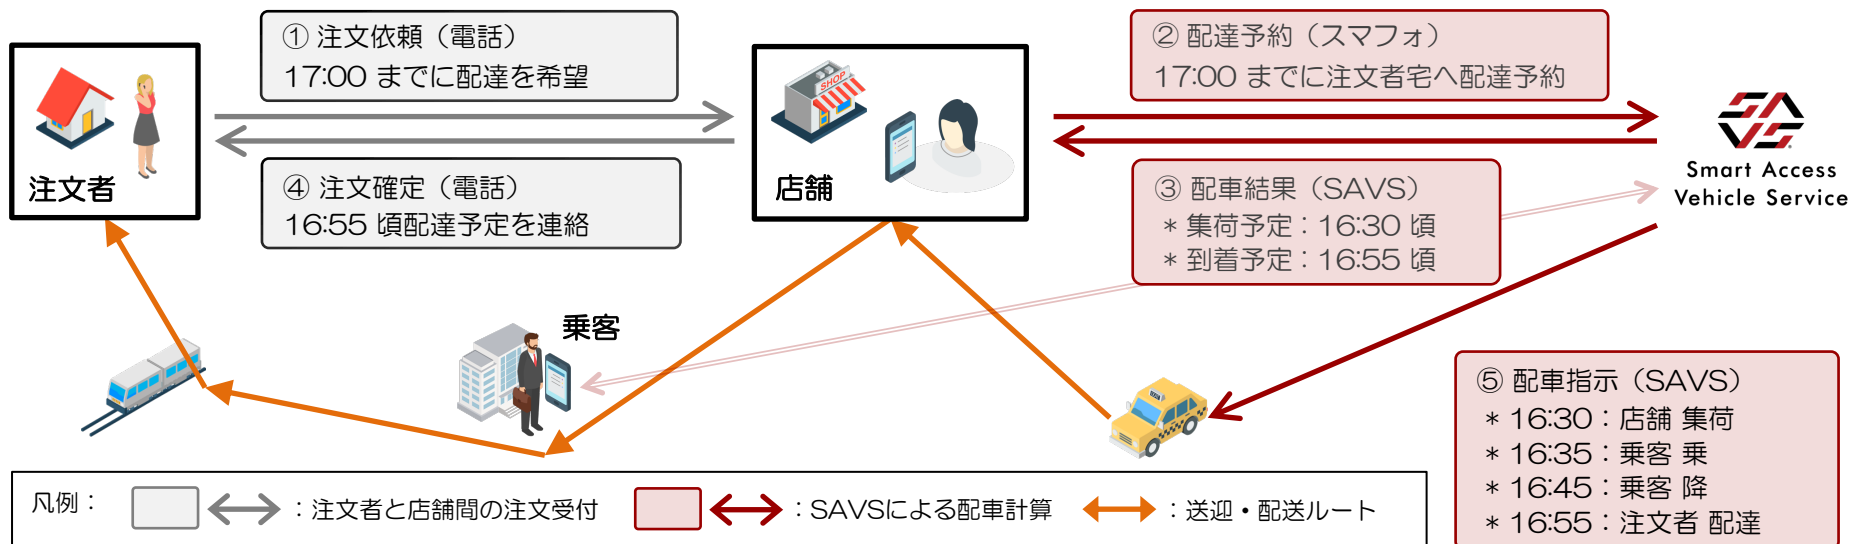 ① 注文依頼（電話）
17:00 までに配達を希望
② 配達予約（スマフォ）
17:00 までに注文者宅へ配達予約
SHOP
注文者
店舗
SAVS
Smart Access
Vehicle Service
④ 注文確定（電話）
16:55 頃配達予定を連絡
③ 配車結果（SAVS）
* 集荷予定：16:30 頃
* 到着予定：16:55 頃
乗客
⑤ 配車指示（SAVS）
* 16:30：店舗 集荷
* 16:35：乗客 乗
* 16:45：乗客 降
* 16:55：注文者 配達
凡例：
：注文者と店舗間の注文受付
：SAVSによる配車計算
：送迎・配送ルート